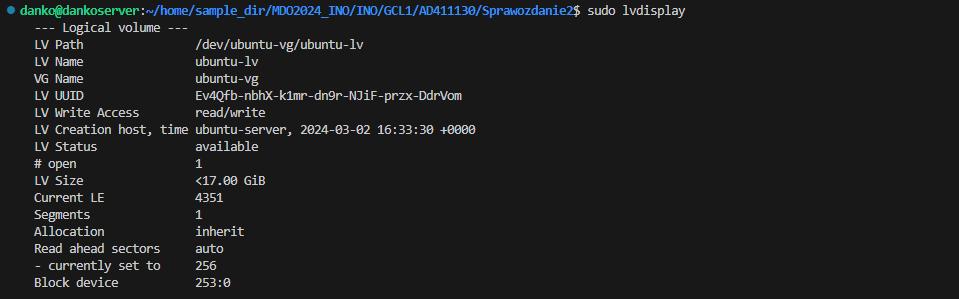 danko@dankoserver:~/home/sample_dir/MDO2024_INO/INO/GCL1/AD411130/Sprawozdanie2$ sudo lvdisplay
--- Logical volume ---
LV Path                /dev/ubuntu-vg/ubuntu-lv
LV Name                ubuntu-lv
VG Name                ubuntu-vg
LV UUID                Ev4Qfb-nbhX-k1mr-dn9r-NJiF-przx-DdrVom
LV Write Access        read/write
LV Creation host, time ubuntu-server, 2024-03-02 16:33:30 +0000
LV Status              available
# open                 1
LV Size                <17.00 GiB
Current LE             4351
Segments               1
Allocation             inherit
Read ahead sectors     auto
- currently set to     256
Block device           253:0